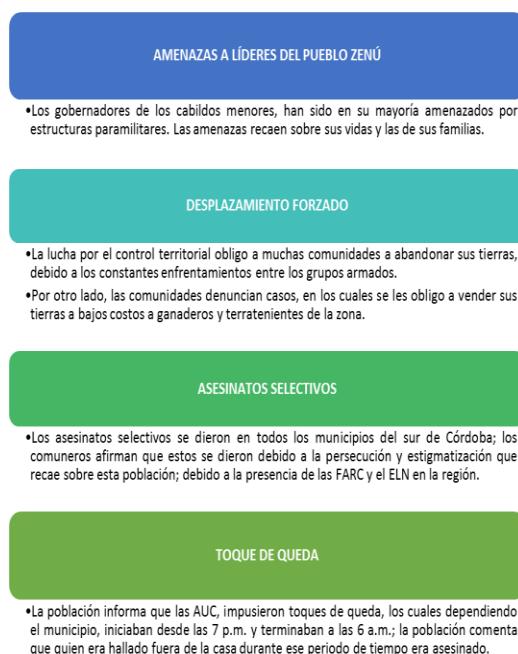 AMENAZAS A LÍDERES DEL PUEBLO ZENÚ
•Los gobernadores de los cabildos menores, han sido en su mayoría amenazados por
estructuras paramilitares. Las amenazas recaen sobre sus vidas y las de sus familias.
DESPLAZAMIENTO FORZADO
•La lucha por el control territorial obligo a muchas comunidades a abandonar sus tierras,
debido a los constantes enfrentamientos entre los grupos armados.
•Por otro lado, las comunidades denuncian casos, en los cuales se les obligo a vender sus
tierras a bajos costos a ganaderos y terratenientes de la zona.
ASESINATOS SELECTIVOS
•Los asesinatos selectivos se dieron en todos los municipios del sur de Córdoba; los
comuneros afirman que estos se dieron debido a la persecución y estigmatización que
recae sobre esta población; debido a la presencia de las FARC y el ELN en la región.
TOQUE DE QUEDA
•La población informa que las AUC, impusieron toques de queda, los cuales dependiendo
el municipio, iniciaban desde las 7 p.m. y terminaban a las 6 a.m.; la población comenta
que quien era hallado fuera de la casa durante ese periodo de tiempo era asesinado.